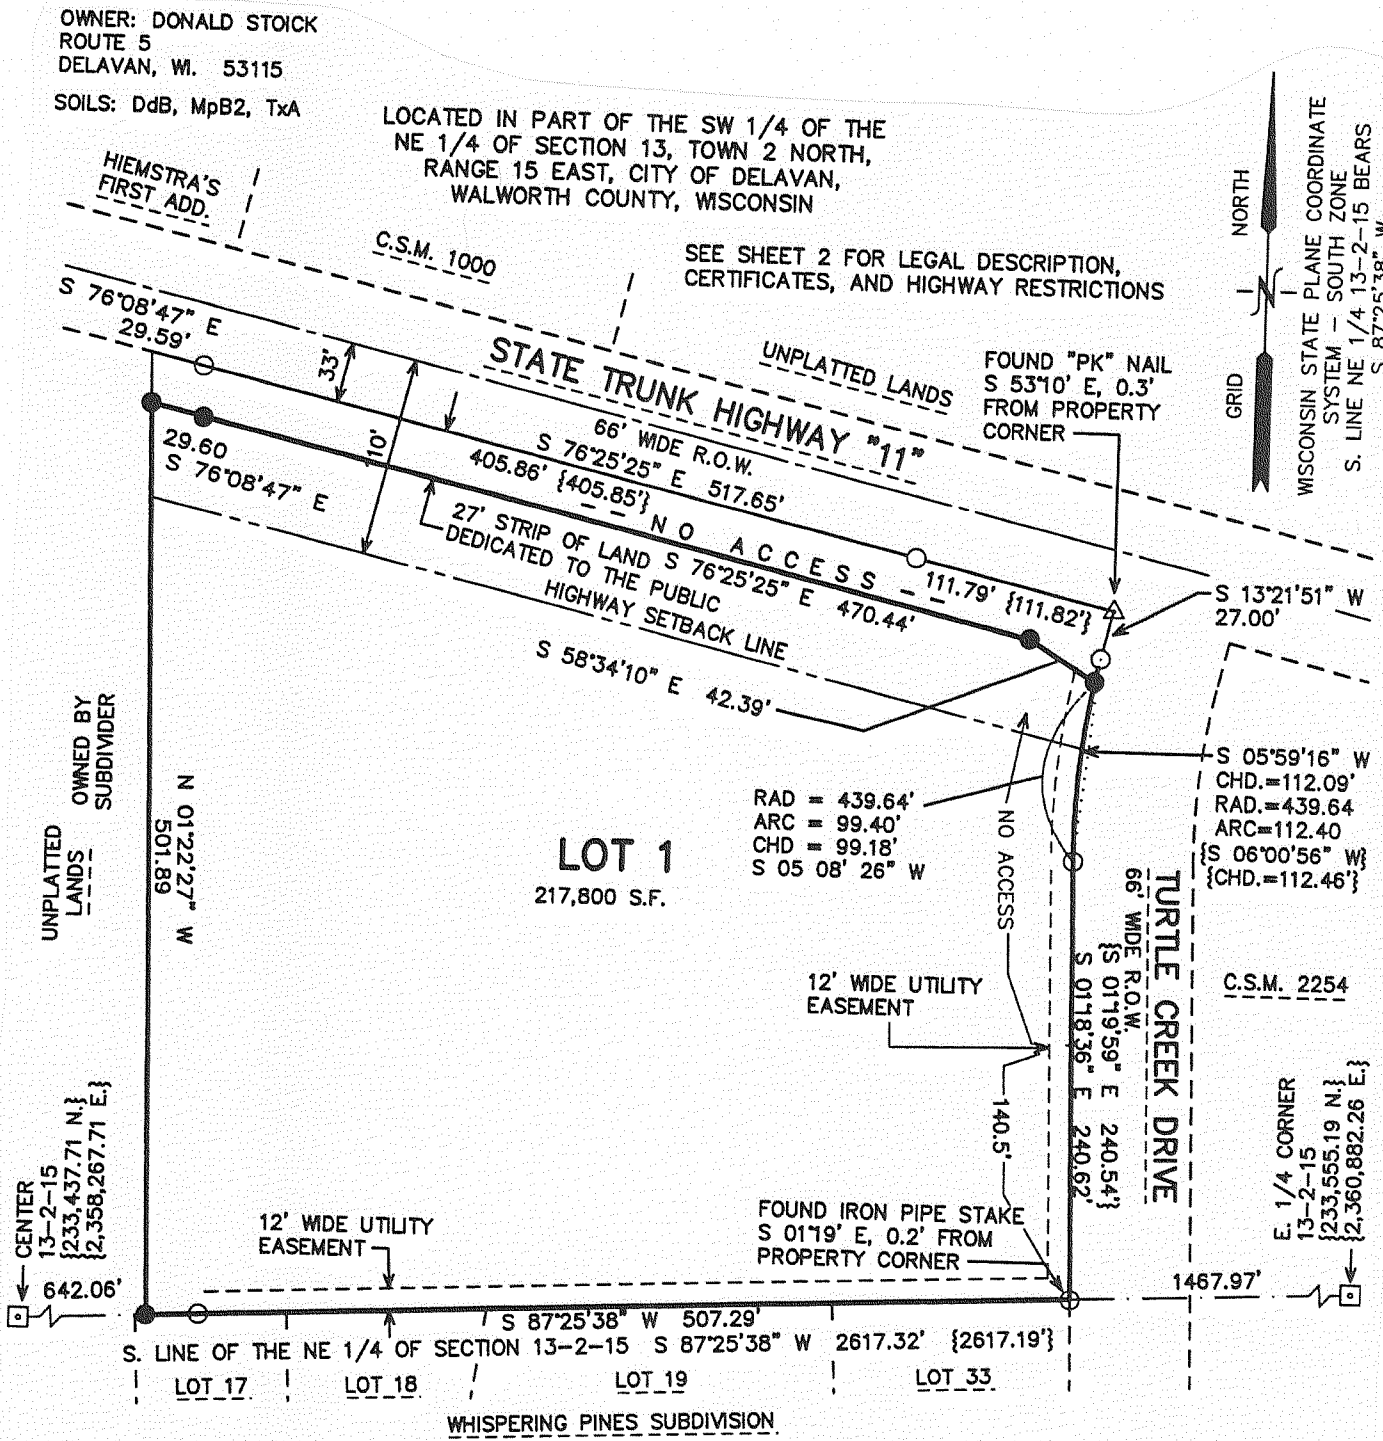 OWNER: DONALD STOICK
ROUTE 5
DELAVAN, WI. 53115
SOILS: DdB, MpB2, TxA
LOCATED IN PART OF THE SW 1/4 OF THE
NE 1/4 OF SECTION 13, TOWN 2 NORTH,
RANGE 15 EAST, CITY OF DELAVAN,
WALWORTH COUNTY, WISCONSIN
HIEMSTRA'S
FIRST ADD.
C.S.M. 1000
SEE SHEET 2 FOR LEGAL DESCRIPTION,
CERTIFICATES, AND HIGHWAY RESTRICTIONS
GRID NORTH
WISCONSIN STATE PLANE COORDINATE
SYSTEM - SOUTH ZONE
S. LINE NE 1/4 13-2-15 BEARS
S 87°25'38" W
S 76°08'47" E
29.59'
33'
110'
STATE TRUNK HIGHWAY "11"
66' WIDE R.O.W.
UNPLATTED LANDS
FOUND "PK" NAIL
S 53°10' E, 0.3'
FROM PROPERTY
CORNER
S 76°25'25" E 517.65'
405.86' {405.85'}
NO ACCESS
111.79' {111.82'}
29.60
S 76°08'47" E
27' STRIP OF LAND S 76°25'25" E 470.44'
DEDICATED TO THE PUBLIC
HIGHWAY SETBACK LINE
S 13°21'51" W
27.00'
S 58°34'10" E 42.39'
UNPLATTED LANDS
OWNED BY SUBDIVIDER
N 01°22'27" W
501.89
LOT 1
217,800 S.F.
RAD = 439.64'
ARC = 99.40'
CHD = 99.18'
S 05 08' 26" W
NO ACCESS
S 05°59'16" W
CHD.=112.09'
RAD.=439.64
ARC=112.40
{S 06°00'56" W}
{CHD.=112.46'}
TURTLE CREEK DRIVE
66' WIDE R.O.W.
{S 01°19'59" E 240.54'}
S 01°18'36" E 240.62'
C.S.M. 2254
12' WIDE UTILITY
EASEMENT
140.5'
CENTER
13-2-15
{233,437.71 N.}
{2,358,267.71 E.}
642.06'
12' WIDE UTILITY
EASEMENT
FOUND IRON PIPE STAKE
S 01°19' E, 0.2' FROM
PROPERTY CORNER
E. 1/4 CORNER
13-2-15
{233,555.19 N.}
{2,360,882.26 E.}
1467.97'
S 87°25'38" W 507.29'
S. LINE OF THE NE 1/4 OF SECTION 13-2-15 S 87°25'38" W 2617.32' {2617.19'}
LOT 17
LOT 18
LOT 19
LOT 33
WHISPERING PINES SUBDIVISION